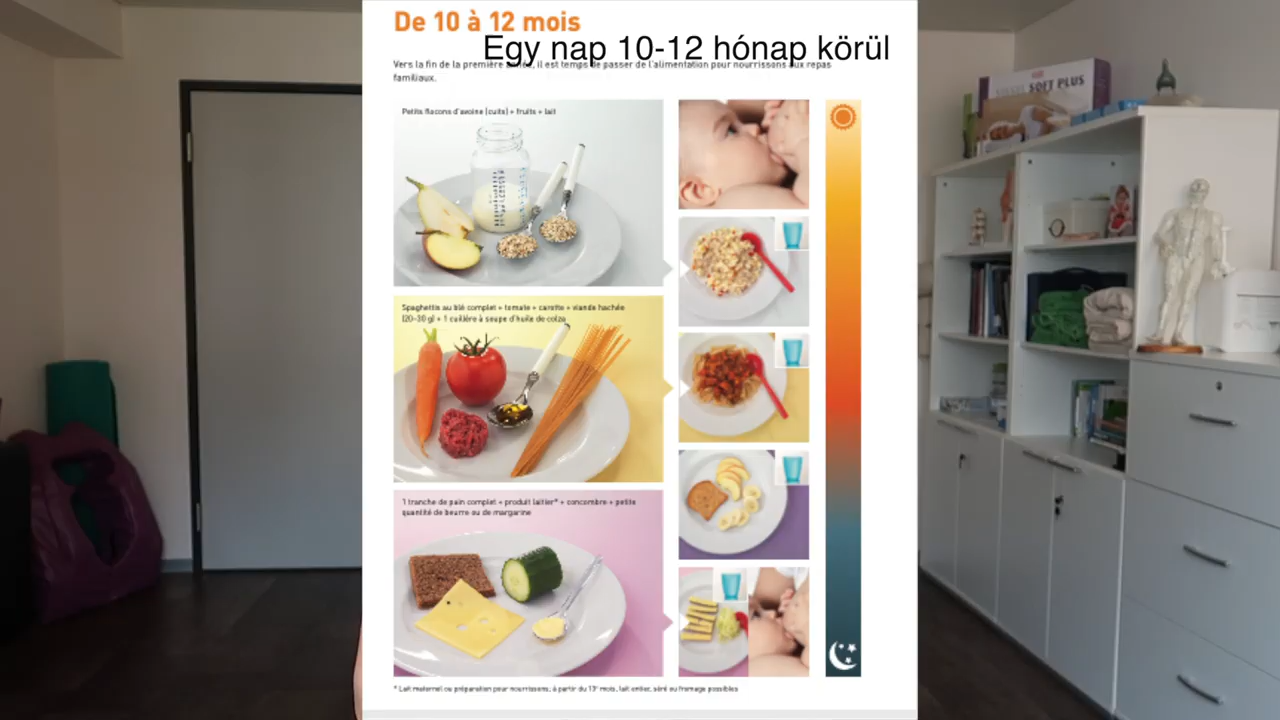 De 10 à 12 mois
Egy nap 10-12 hónap körül
Vers la fin de la première année, il est temps de passer de l'alimentation pour nourrissons aux repas
familiaux.
Petits flocons d'avoine (cuits) + fruits + lait
Spaghettis au blé complet + tomate + carotte + viande hachée
(20–30 g) + 1 cuillère à soupe d'huile de colza
1 tranche de pain complet + produit laitier* + concombre + petite
quantité de beurre ou de margarine
* Lait maternel ou préparation pour nourrissons; à partir du 13e mois, lait entier, séré ou fromage possibles
SOFT PLUS